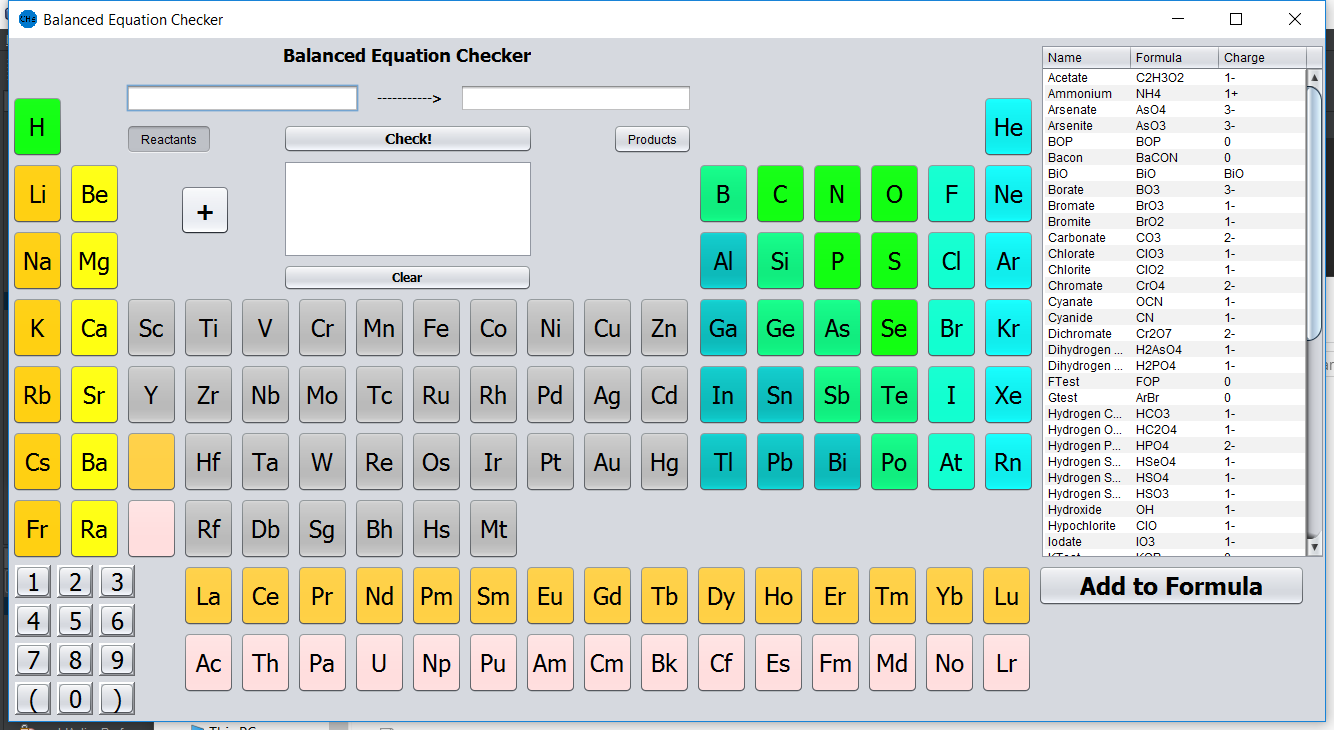 CHE Balanced Equation Checker
Balanced Equation Checker
----------->
Reactants Check! Products
+
Clear
H He
Li Be B C N O F Ne
Na Mg Al Si P S Cl Ar
K Ca Sc Ti V Cr Mn Fe Co Ni Cu Zn Ga Ge As Se Br Kr
Rb Sr Y Zr Nb Mo Tc Ru Rh Pd Ag Cd In Sn Sb Te I Xe
Cs Ba Hf Ta W Re Os Ir Pt Au Hg Tl Pb Bi Po At Rn
Fr Ra Rf Db Sg Bh Hs Mt
La Ce Pr Nd Pm Sm Eu Gd Tb Dy Ho Er Tm Yb Lu
Ac Th Pa U Np Pu Am Cm Bk Cf Es Fm Md No Lr
1 2 3
4 5 6
7 8 9
( 0 )
Name Formula Charge
Acetate C2H3O2 1-
Ammonium NH4 1+
Arsenate AsO4 3-
Arsenite AsO3 3-
BOP BOP 0
Bacon BaCON 0
BiO BiO BiO
Borate BO3 3-
Bromate BrO3 1-
Bromite BrO2 1-
Carbonate CO3 2-
Chlorate ClO3 1-
Chlorite ClO2 1-
Chromate CrO4 2-
Cyanate OCN 1-
Cyanide CN 1-
Dichromate Cr2O7 2-
Dihydrogen ... H2AsO4 1-
Dihydrogen ... H2PO4 1-
FTest FOP 0
Gtest ArBr 0
Hydrogen C... HCO3 1-
Hydrogen O... HC2O4 1-
Hydrogen P... HPO4 2-
Hydrogen S... HSeO4 1-
Hydrogen S... HSO4 1-
Hydrogen S... HSO3 1-
Hydroxide OH 1-
Hypochlorite ClO 1-
Iodate IO3 1-
Add to Formula